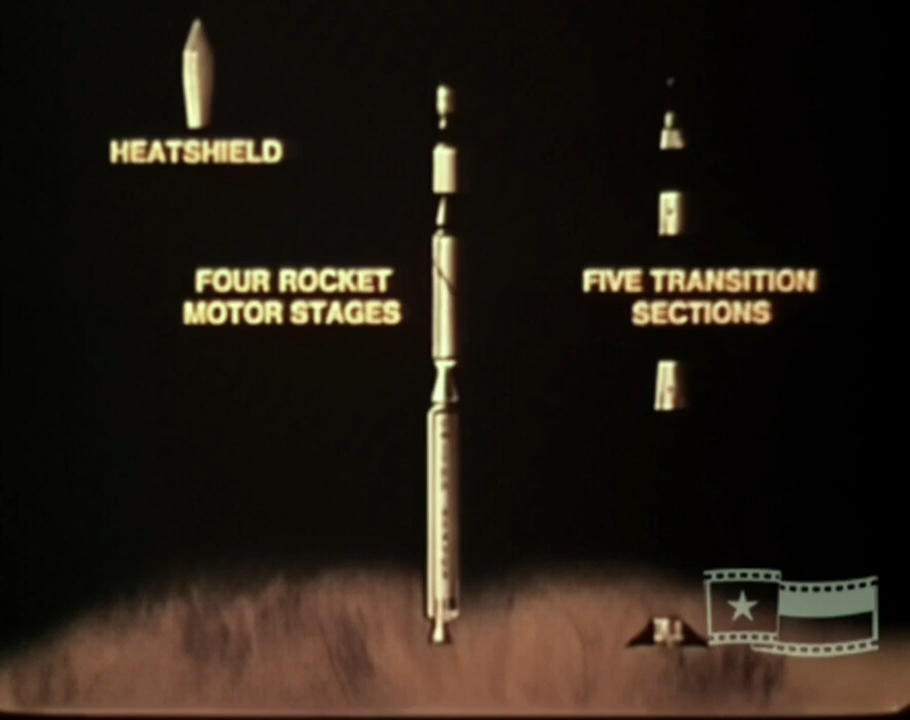 HEATSHIELD
FOUR ROCKET
MOTOR STAGES
FIVE TRANSITION
SECTIONS